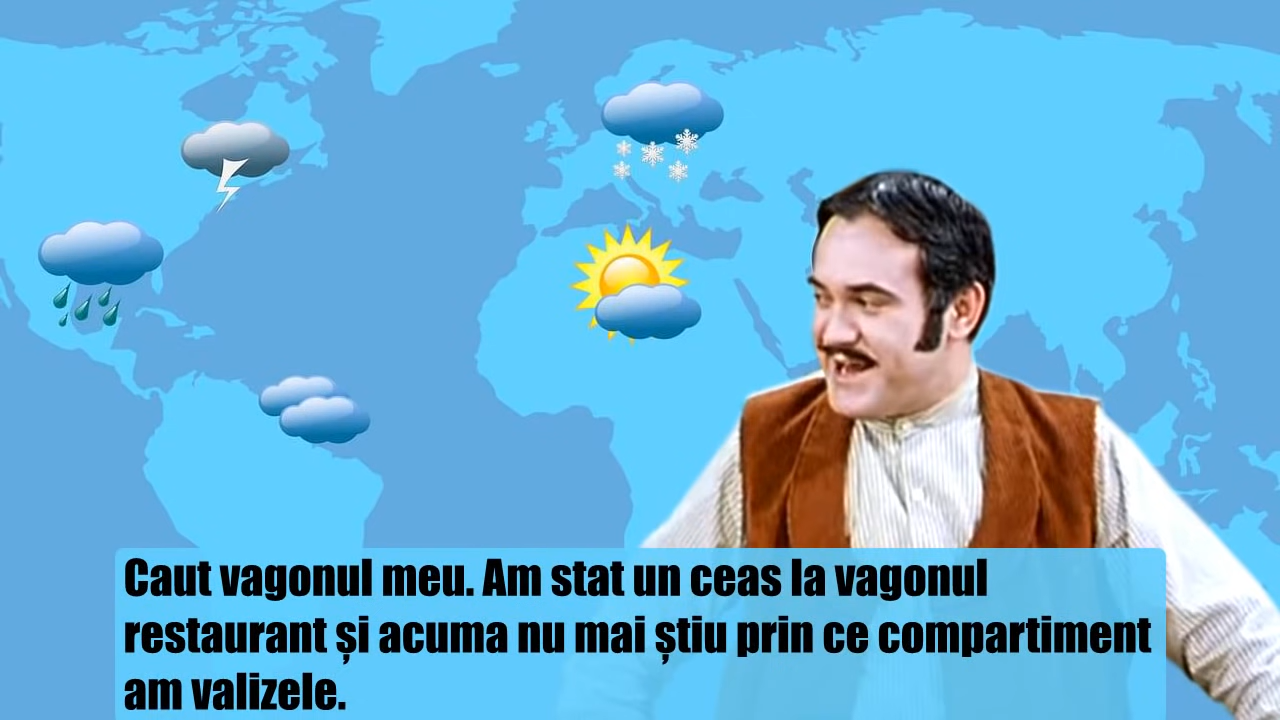 Caut vagonul meu. Am stat un ceas la vagonul
restaurant și acuma nu mai știu prin ce compartiment
am valizele.